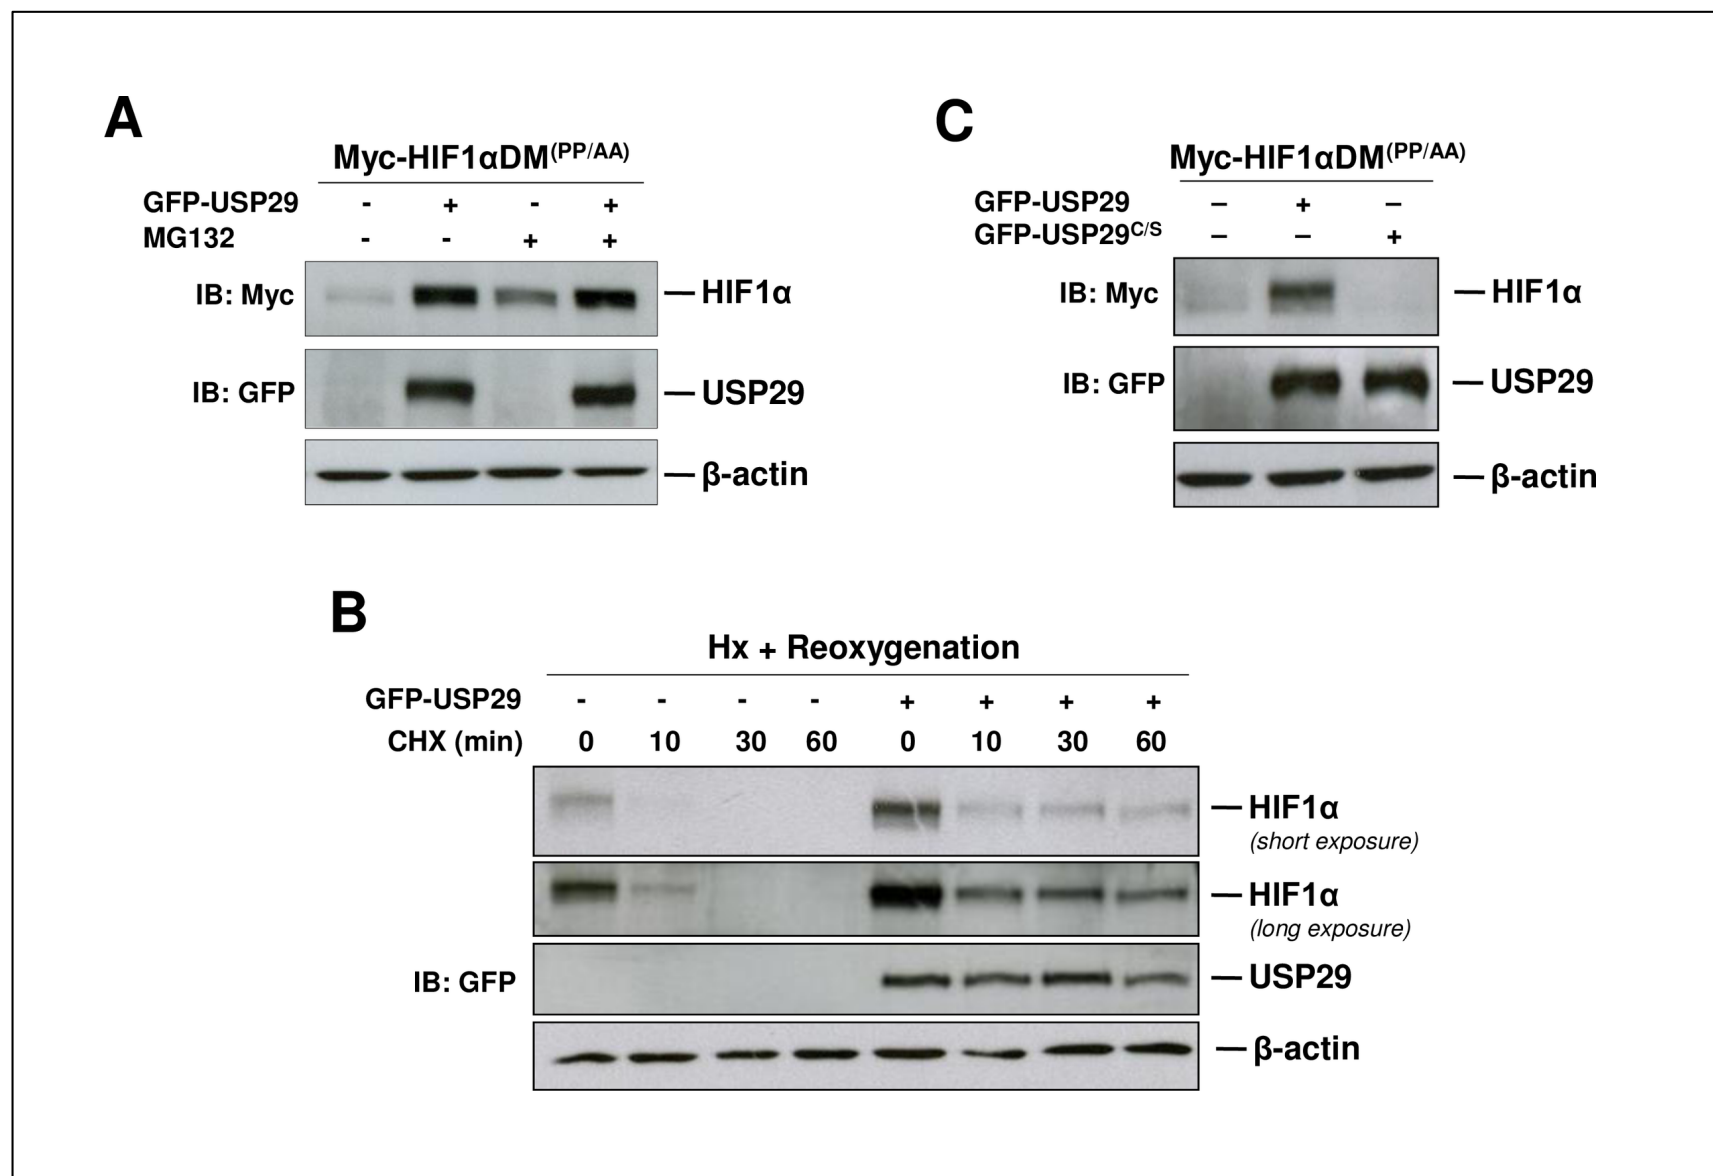 A
Myc-HIF1αDM(PP/AA)
GFP-USP29 - + - +
MG132 - - + +
IB: Myc HIF1α
IB: GFP USP29
β-actin
C
Myc-HIF1αDM(PP/AA)
GFP-USP29 – + –
GFP-USP29C/S – – +
IB: Myc HIF1α
IB: GFP USP29
β-actin
B
Hx + Reoxygenation
GFP-USP29 - - - - + + + +
CHX (min) 0 10 30 60 0 10 30 60
HIF1α
(short exposure)
HIF1α
(long exposure)
IB: GFP USP29
β-actin